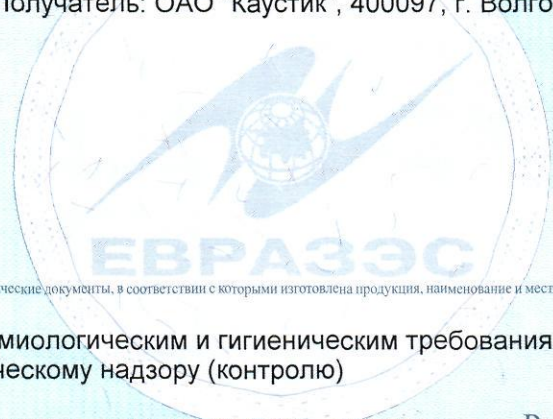 Получатель: ОАО "Каустик", 400097, г. Волго
ЕВРАЗЭС
ческие документы, в соответствии с которыми изготовлена продукция, наименование и мест
миологическим и гигиеническим требования
ческому надзору (контролю)